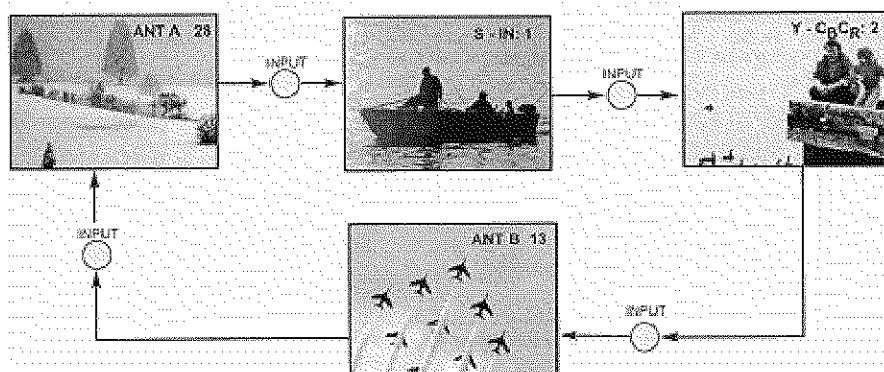 ANT A 28
INPUT
S - IN: 1
INPUT
Y - CBCR: 2
INPUT
ANT B 13
INPUT